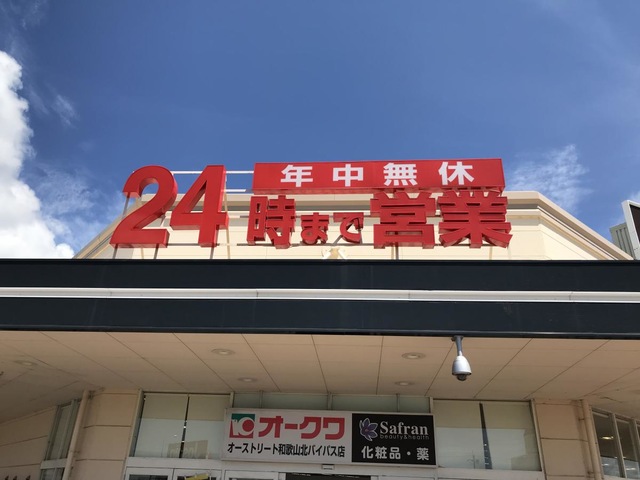 年中無休
24時まで営業
オークワ
オーストリート和歌山北バイパス店
Safran
beauty&health
化粧品・薬